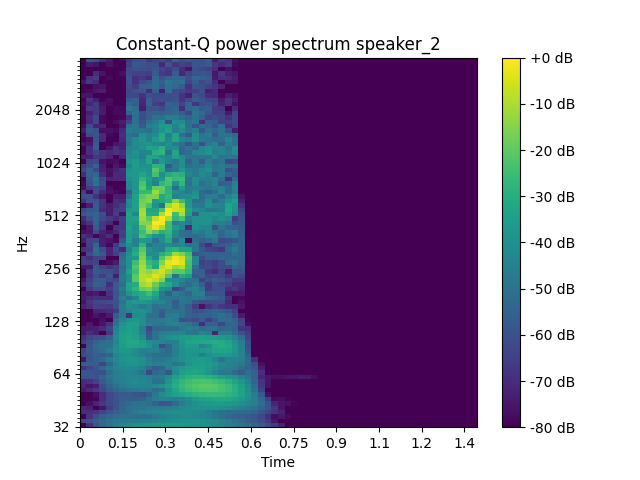 Constant-Q power spectrum speaker_2
Hz
2048
1024
512
256
128
64
32
0 0.15 0.3 0.45 0.6 0.75 0.9 1.1 1.2 1.4
Time
+0 dB
-10 dB
-20 dB
-30 dB
-40 dB
-50 dB
-60 dB
-70 dB
-80 dB